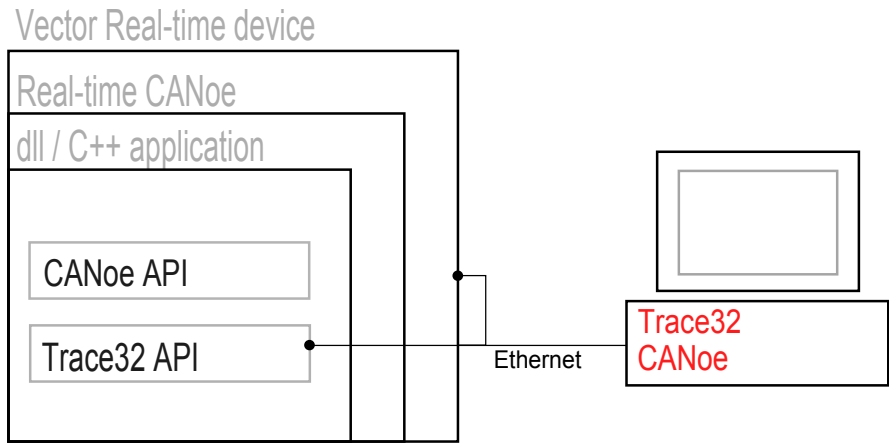 Vector Real-time device
Real-time CANoe
dll / C++ application
CANoe API
Trace32 API
Ethernet
Trace32
CANoe